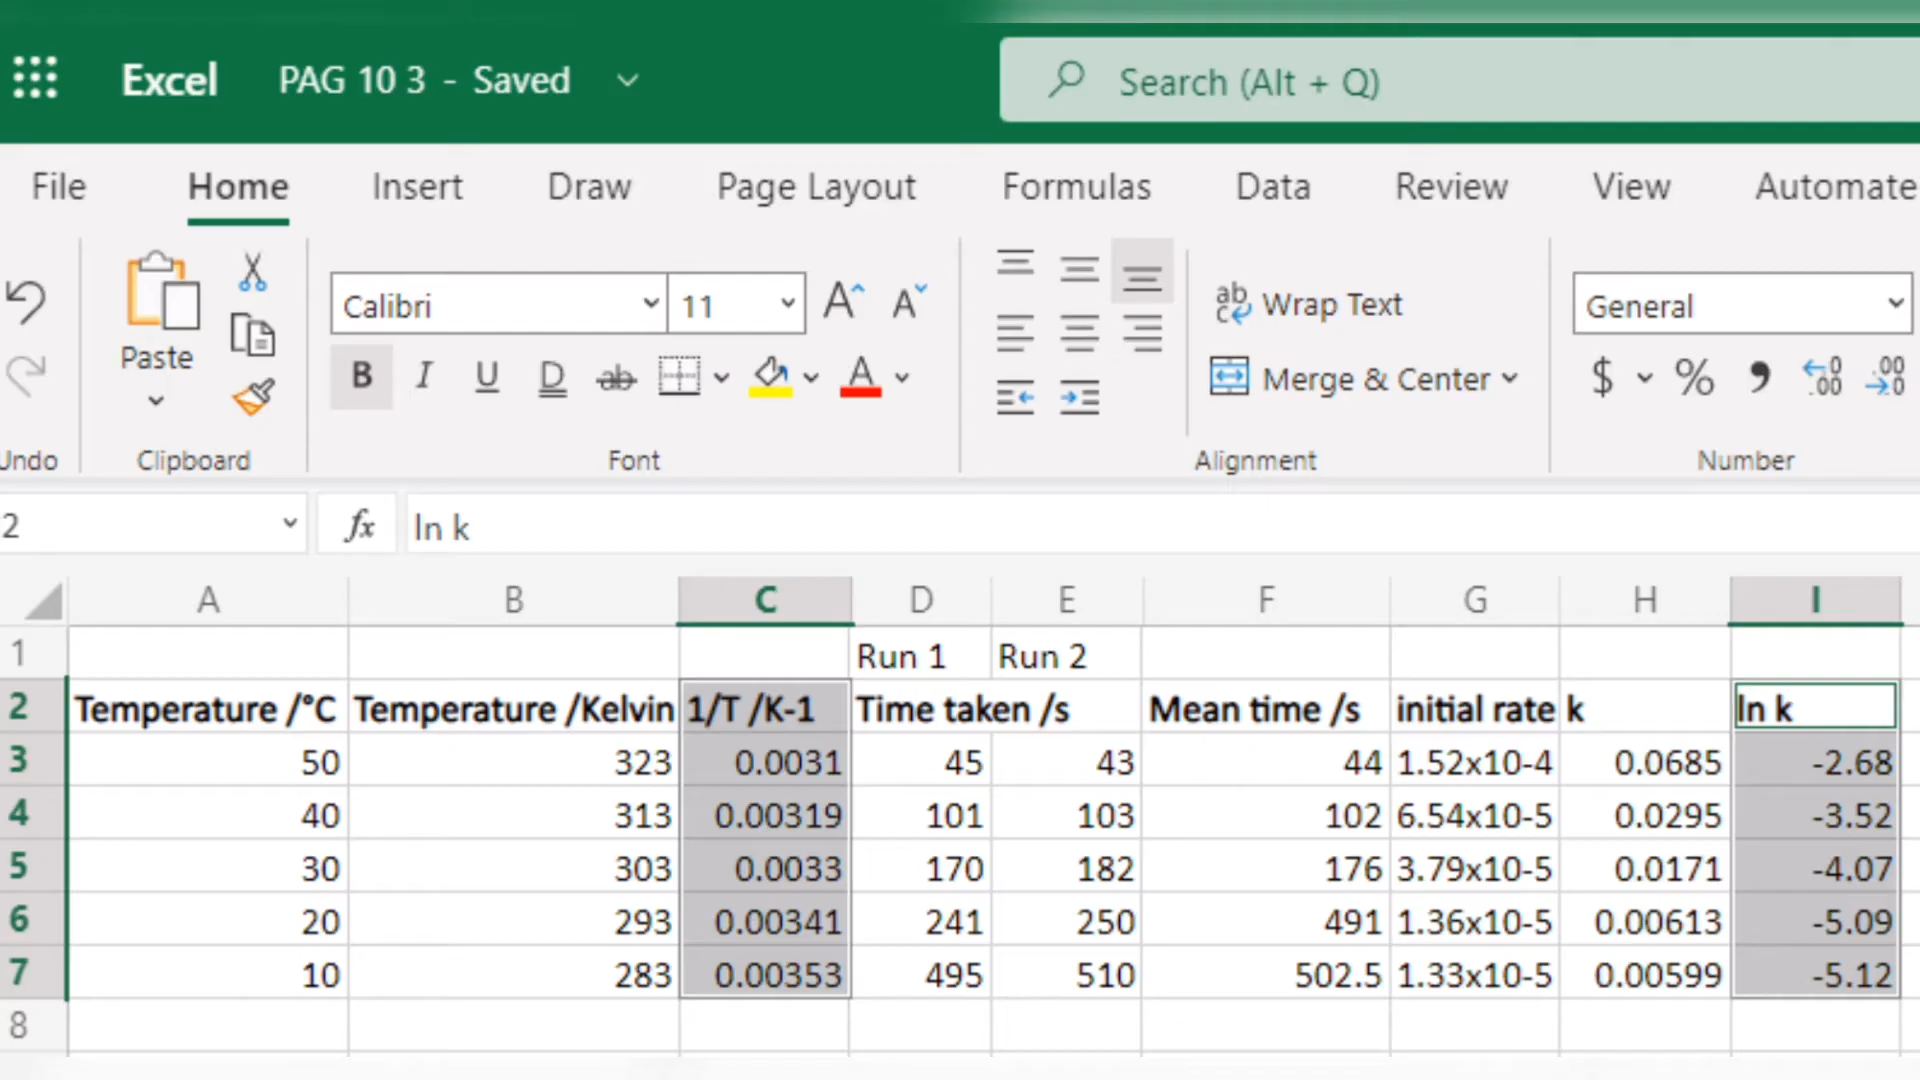 Excel PAG 10 3 - Saved Search (Alt + Q)
File Home Insert Draw Page Layout Formulas Data Review View Automate
Paste
Calibri 11
Wrap Text
General
B I U D ab
Merge & Center
$ % 9 .00 .00
Undo Clipboard Font Alignment Number
2 fx ln k
A B C D E F G H I
1 Run 1 Run 2
2 Temperature /°C Temperature /Kelvin 1/T /K-1 Time taken /s Mean time /s initial rate k ln k
3 50 323 0.0031 45 43 44 1.52x10-4 0.0685 -2.68
4 40 313 0.00319 101 103 102 6.54x10-5 0.0295 -3.52
5 30 303 0.0033 170 182 176 3.79x10-5 0.0171 -4.07
6 20 293 0.00341 241 250 491 1.36x10-5 0.00613 -5.09
7 10 283 0.00353 495 510 502.5 1.33x10-5 0.00599 -5.12
8